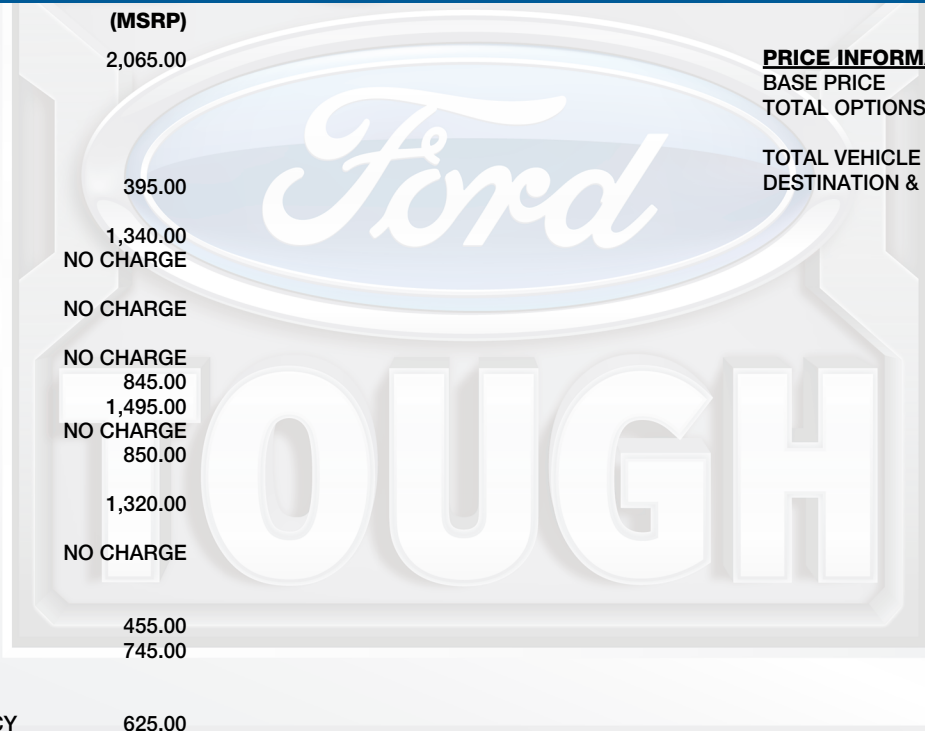 (MSRP)
2,065.00
395.00
1,340.00
NO CHARGE
NO CHARGE
NO CHARGE
845.00
1,495.00
NO CHARGE
850.00
1,320.00
NO CHARGE
455.00
745.00
CY 625.00
PRICE INFORMA
BASE PRICE
TOTAL OPTIONS
TOTAL VEHICLE
DESTINATION &
Ford
TOUGH